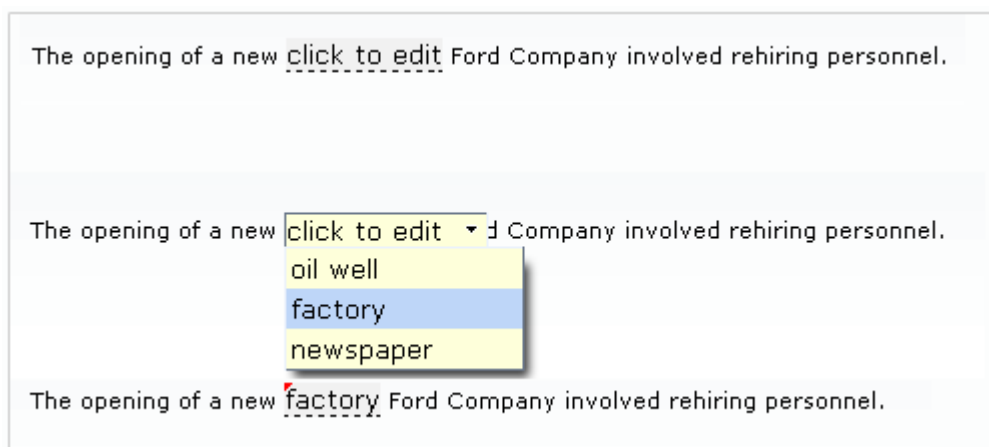 The opening of a new click to edit Ford Company involved rehiring personnel.
The opening of a new click to edit d Company involved rehiring personnel.
oil well
factory
newspaper
The opening of a new factory Ford Company involved rehiring personnel.